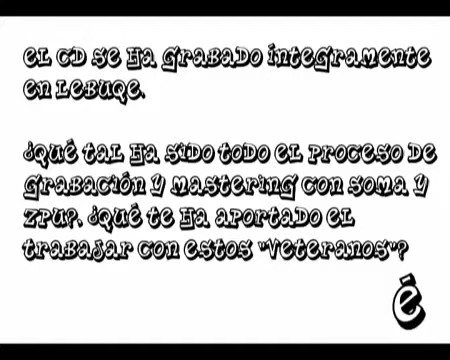 El CD se ha grabado íntegramente
en Lebuqe.
¿Qué tal ha sido todo el proceso de
grabación y mastering con Soma y
Zpu?. ¿Qué te ha aportado el
trabajar con estos "Veteranos"?
É